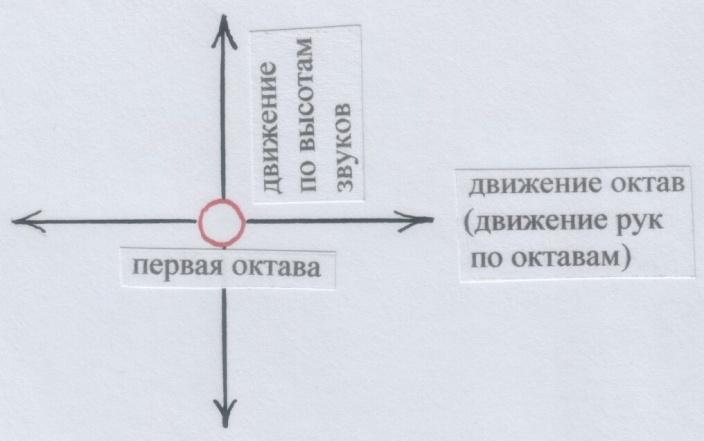 движение
по высотам
звуков
движение октав
(движение рук
по октавам)
первая октава